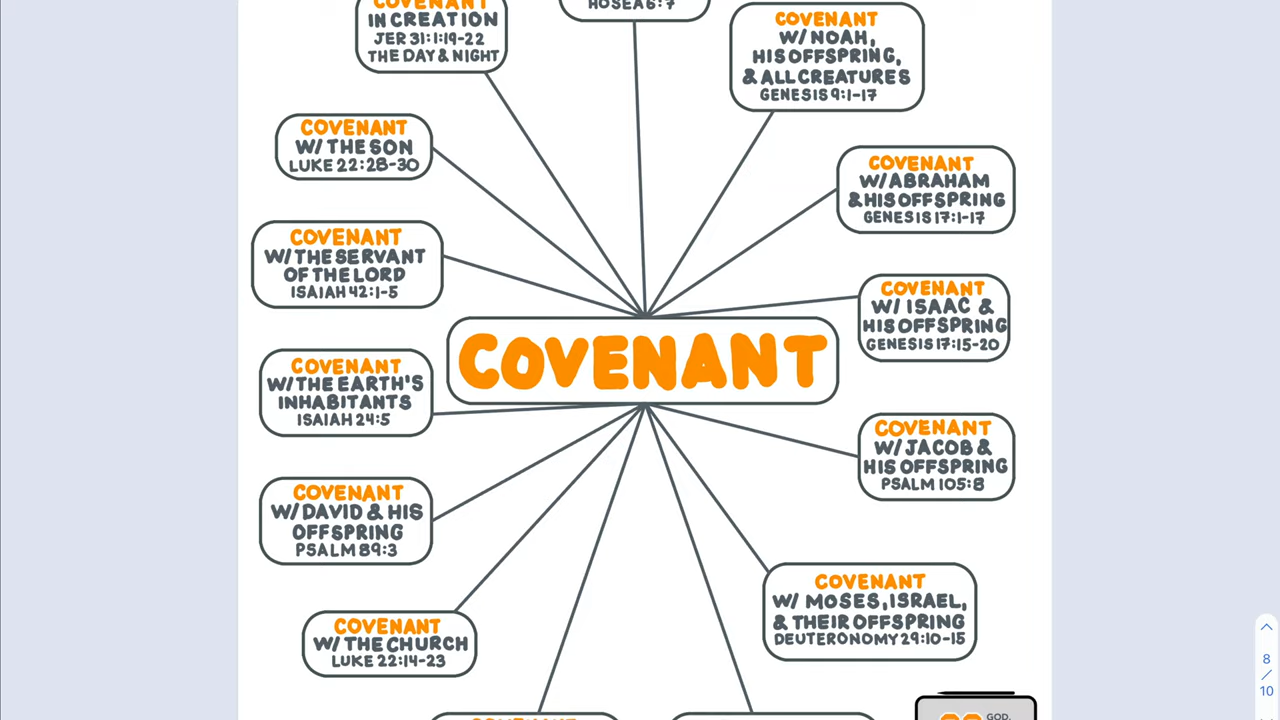 HOSEA 6:7
COVENANT
IN CREATION
JER 31:1:19-22
THE DAY & NIGHT
COVENANT
W/ NOAH,
HIS OFFSPRING,
& ALL CREATURES
GENESIS 9:1-17
COVENANT
W/ THE SON
LUKE 22:28-30
COVENANT
W/ ABRAHAM
& HIS OFFSPRING
GENESIS 17:1-17
COVENANT
W/ THE SERVANT
OF THE LORD
ISAIAH 42:1-5
COVENANT
W/ ISAAC &
HIS OFFSPRING
GENESIS 17:15-20
COVENANT
COVENANT
W/ THE EARTH'S
INHABITANTS
ISAIAH 24:5
COVENANT
W/ JACOB &
HIS OFFSPRING
PSALM 105:8
COVENANT
W/ DAVID & HIS
OFFSPRING
PSALM 89:3
COVENANT
W/ MOSES, ISRAEL,
& THEIR OFFSPRING
DEUTERONOMY 29:10-15
COVENANT
W/ THE CHURCH
LUKE 22:14-23
COVENANT
GOD,
8
/
10